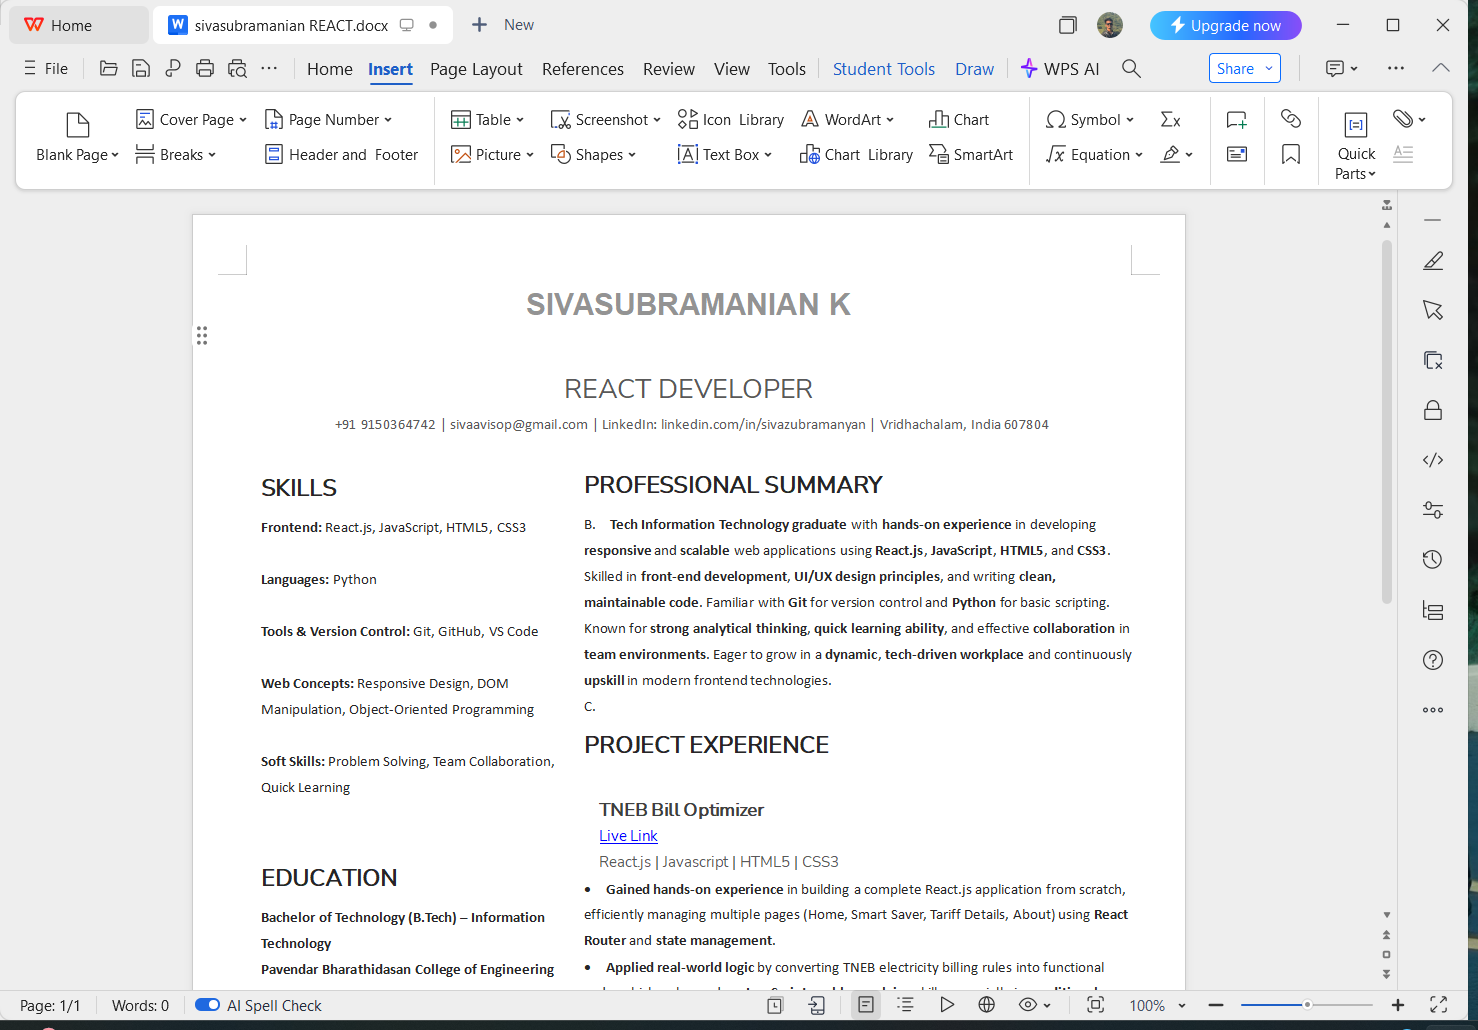 Home
sivasubramanian REACT.docx
New
Upgrade now
File
Home Insert Page Layout References Review View Tools Student Tools Draw WPS AI
Share
Blank Page
Cover Page
Breaks
Page Number
Header and Footer
Table
Picture
Screenshot
Shapes
Icon Library
Text Box
WordArt
Chart Library
Chart
SmartArt
Symbol
Equation
Quick Parts
SIVASUBRAMANIAN K
REACT DEVELOPER
+91 9150364742 | sivaavisop@gmail.com | LinkedIn: linkedin.com/in/sivazubramanyan | Vridhachalam, India 607804
SKILLS
Frontend: React.js, JavaScript, HTML5, CSS3
Languages: Python
Tools & Version Control: Git, GitHub, VS Code
Web Concepts: Responsive Design, DOM
Manipulation, Object-Oriented Programming
Soft Skills: Problem Solving, Team Collaboration,
Quick Learning
EDUCATION
Bachelor of Technology (B.Tech) – Information
Technology
Pavendar Bharathidasan College of Engineering
PROFESSIONAL SUMMARY
B. Tech Information Technology graduate with hands-on experience in developing
responsive and scalable web applications using React.js, JavaScript, HTML5, and CSS3.
Skilled in front-end development, UI/UX design principles, and writing clean,
maintainable code. Familiar with Git for version control and Python for basic scripting.
Known for strong analytical thinking, quick learning ability, and effective collaboration in
team environments. Eager to grow in a dynamic, tech-driven workplace and continuously
upskill in modern frontend technologies.
C.
PROJECT EXPERIENCE
TNEB Bill Optimizer
Live Link
React.js | Javascript | HTML5 | CSS3
• Gained hands-on experience in building a complete React.js application from scratch,
efficiently managing multiple pages (Home, Smart Saver, Tariff Details, About) using React
Router and state management.
• Applied real-world logic by converting TNEB electricity billing rules into functional
Page: 1/1 Words: 0 AI Spell Check
100%